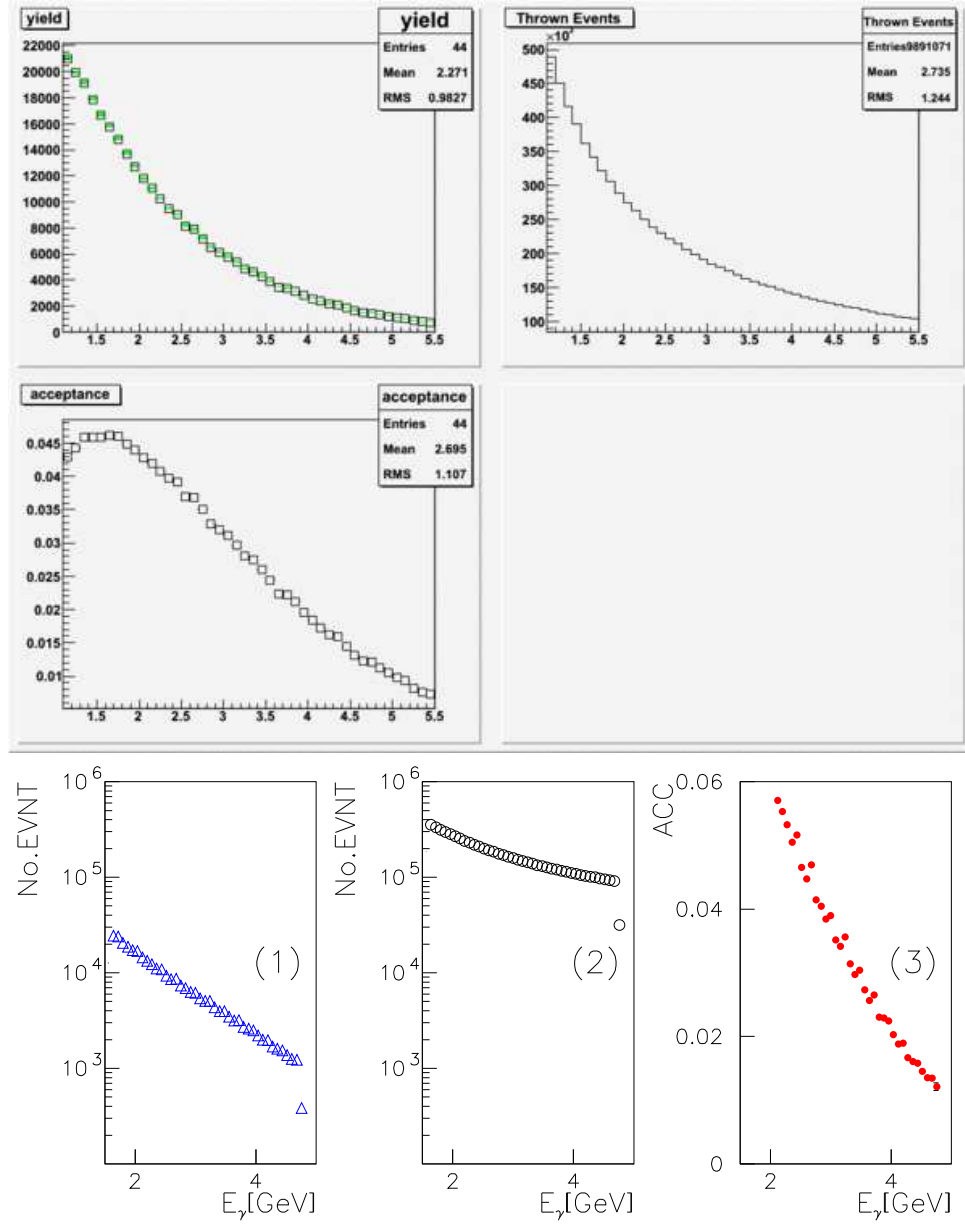 yield
yield
Entries 44
Mean 2.271
RMS 0.9827
22000
20000
18000
16000
14000
12000
10000
8000
6000
4000
2000
0
1.5 2 2.5 3 3.5 4 4.5 5 5.5
Thrown Events
Thrown Events
Entries9891071
Mean 2.735
RMS 1.244
500
450
400
350
300
250
200
150
100
1.5 2 2.5 3 3.5 4 4.5 5 5.5
acceptance
acceptance
Entries 44
Mean 2.695
RMS 1.107
0.045
0.04
0.035
0.03
0.025
0.02
0.015
0.01
1.5 2 2.5 3 3.5 4 4.5 5 5.5
No.EVNT
10^6
10^5
10^4
10^3
(1)
2 4
E_γ[GeV]
No.EVNT
10^6
10^5
10^4
10^3
(2)
2 4
E_γ[GeV]
ACC
0.06
0.04
0.02
0
(3)
2 4
E_γ[GeV]